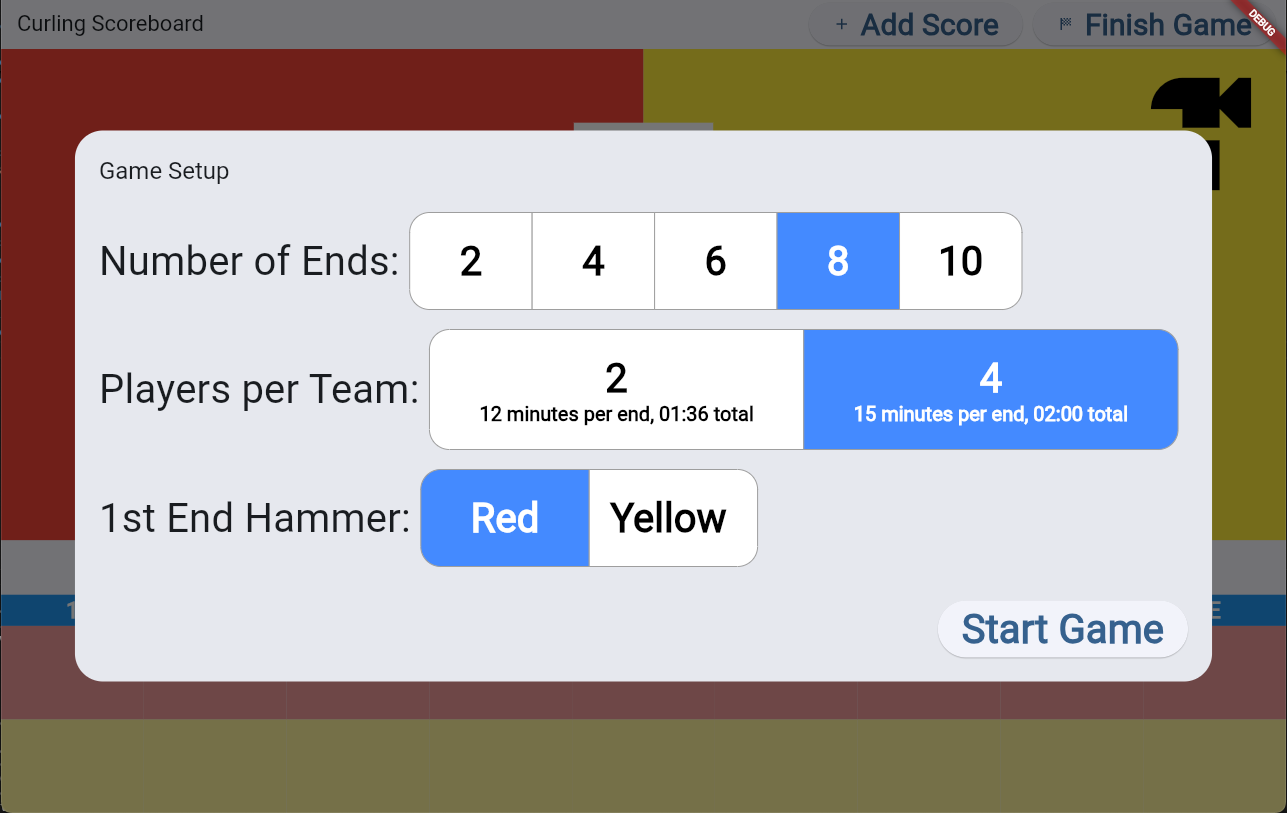 Curling Scoreboard
+ Add Score
Finish Game
DEBUG
Game Setup
Number of Ends: 2 4 6 8 10
Players per Team:
2
12 minutes per end, 01:36 total
4
15 minutes per end, 02:00 total
1st End Hammer: Red Yellow
1
E
Start Game